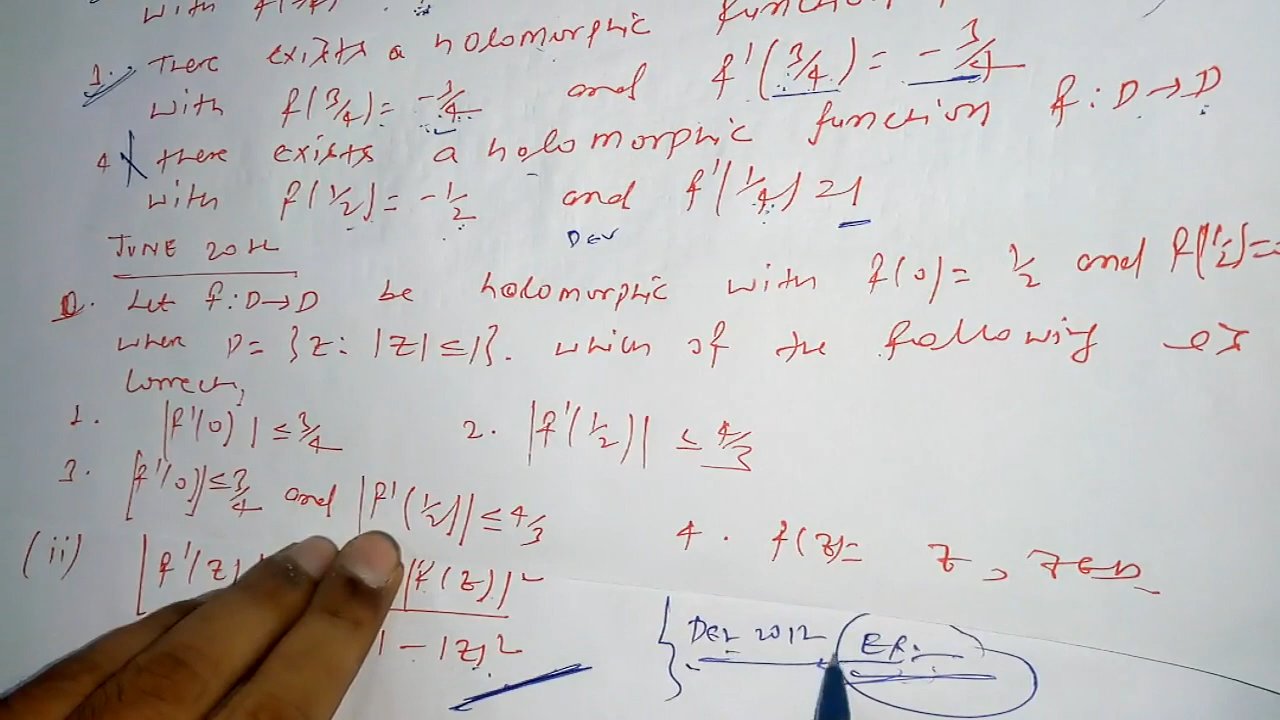 with
3. There exists a holomorphic function
with f(3/4) = -3/4 and f'(3/4) = -3/4
4 there exists a holomorphic function f : D→D
with f(1/2) = -1/2 and f'(1/4) = 1
DEV
JUNE
Q. Let f : D→D be holomorphic with f(0) = 1/2 and f(1/2) =
where D = {z : |z| ≤ 1}. which of the following
correct,
1. |f'(0)| ≤ 3/4 2. |f'(1/2)| ≤ 4/3
3. |f'(0)| ≤ 3/4 and |f'(1/2)| ≤ 4/3
4. f(z) = z, z∈D
(ii) |f'(z) |f(z)|²
1 - |z|²
2012